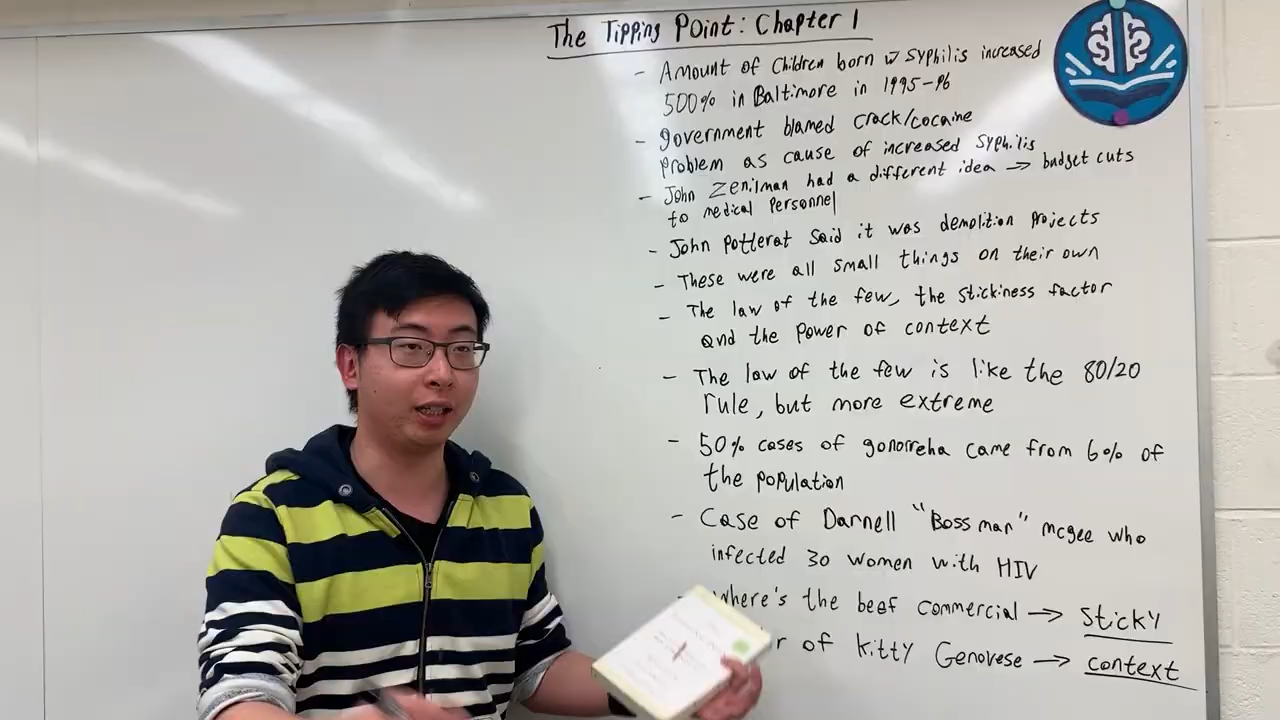 The Tipping Point: Chapter 1
- Amount of Children born w syphilis increased
500% in Baltimore in 1995-96
- government blamed crack/cocaine
problem as cause of increased syphilis
- John Zenilman had a different idea → budget cuts
to medical personnel
- John Potterat said it was demolition projects
- These were all small things on their own
- The law of the few, the stickiness factor
and the power of context
- The law of the few is like the 80/20
rule, but more extreme
- 50% cases of gonorreha came from 6% of
the population
- Case of Darnell "Boss man" mcgee who
infected 30 women with HIV
- where's the beef commercial → sticky
of Kitty Genovese → context